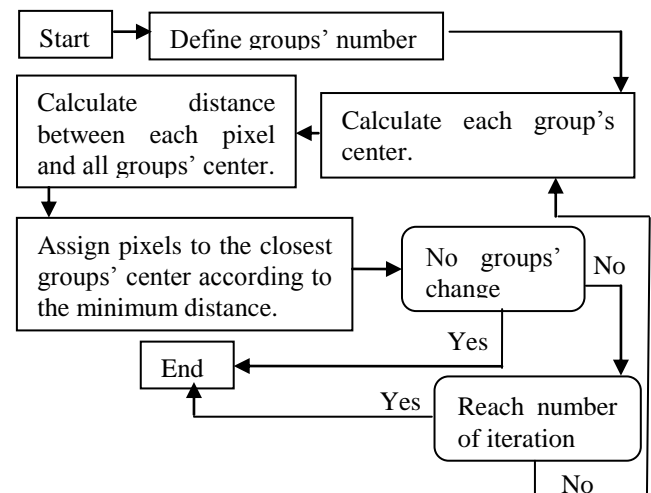 Start
Define groups’ number
Calculate distance
between each pixel
and all groups’ center.
Calculate each group’s
center.
Assign pixels to the closest
groups’ center according to
the minimum distance.
No groups’
change
No
Yes
End
Yes
Reach number
of iteration
No